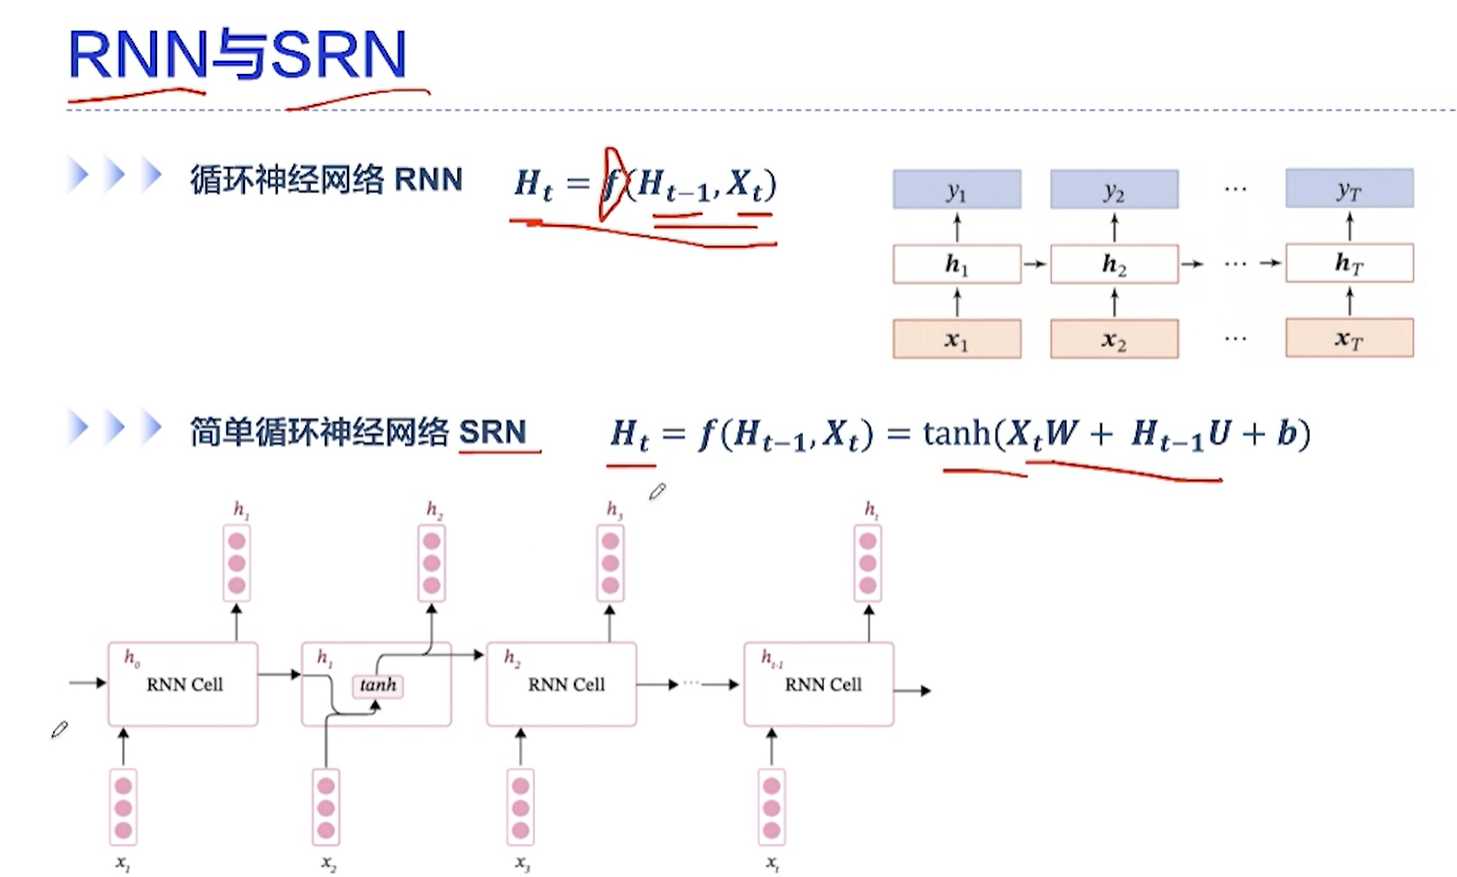 RNN与SRN
循环神经网络 RNN
H_t = f(H_{t-1}, X_t)
y_1 y_2 … y_T
h_1 h_2 … h_T
x_1 x_2 … x_T
简单循环神经网络 SRN
H_t = f(H_{t-1}, X_t) = tanh(X_tW + H_{t-1}U + b)
h_1 h_2 h_3 h_t
h_0 h_1 h_2 h_{t-1}
RNN Cell tanh RNN Cell … RNN Cell
x_1 x_2 x_3 x_t